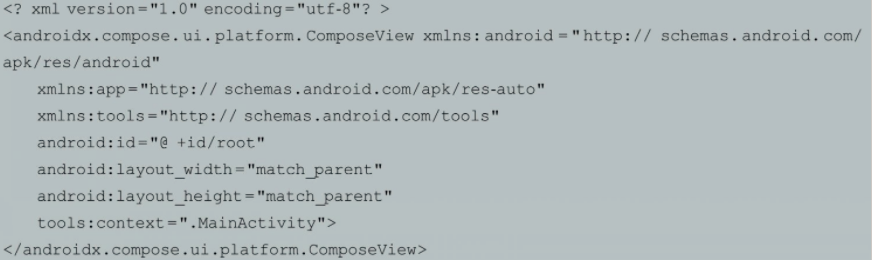 <? xml version="1.0" encoding="utf-8"? >
<androidx.compose.ui.platform.ComposeView xmlns:android="http:// schemas.android.com/
apk/res/android"
xmlns:app="http:// schemas.android.com/apk/res-auto"
xmlns:tools="http:// schemas.android.com/tools"
android:id="@ +id/root"
android:layout_width="match_parent"
android:layout_height="match_parent"
tools:context=".MainActivity">
</androidx.compose.ui.platform.ComposeView>